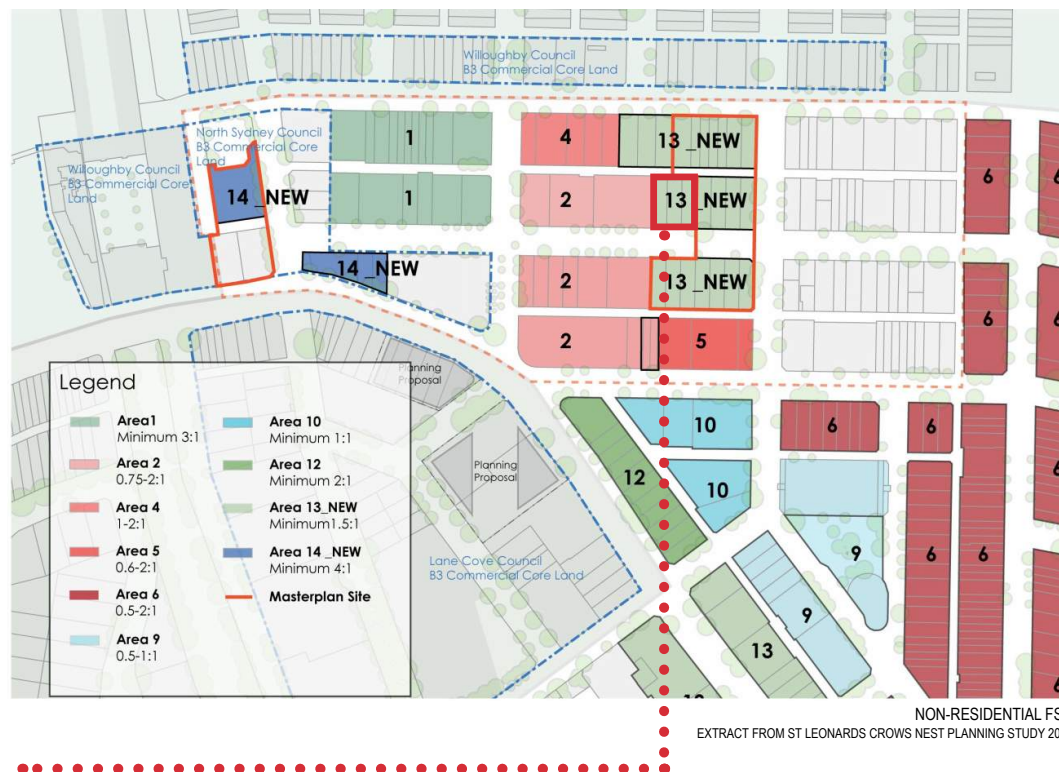 Willoughby Council
B3 Commercial Core Land
North Sydney Council
B3 Commercial Core
Land
Willoughby Council
B3 Commercial Core
Land
1
4
13 _NEW
6
14 _NEW
1
2
13 _NEW
14 _NEW
2
13 _NEW
6
2
5
Planning
Proposal
Legend
Area1
Minimum 3:1
Area 2
0.75-2:1
Area 4
1-2:1
Area 5
0.6-2:1
Area 6
0.5-2:1
Area 9
0.5-1:1
Area 10
Minimum 1:1
Area 12
Minimum 2:1
Area 13_NEW
Minimum1.5:1
Area 14 _NEW
Minimum 4:1
Masterplan Site
Planning
Proposal
10
6
6
12
10
9
6
6
Lane Cove Council
B3 Commercial Core Land
9
13
NON-RESIDENTIAL
EXTRACT FROM ST LEONARDS CROWS NEST PLANNING STUDY